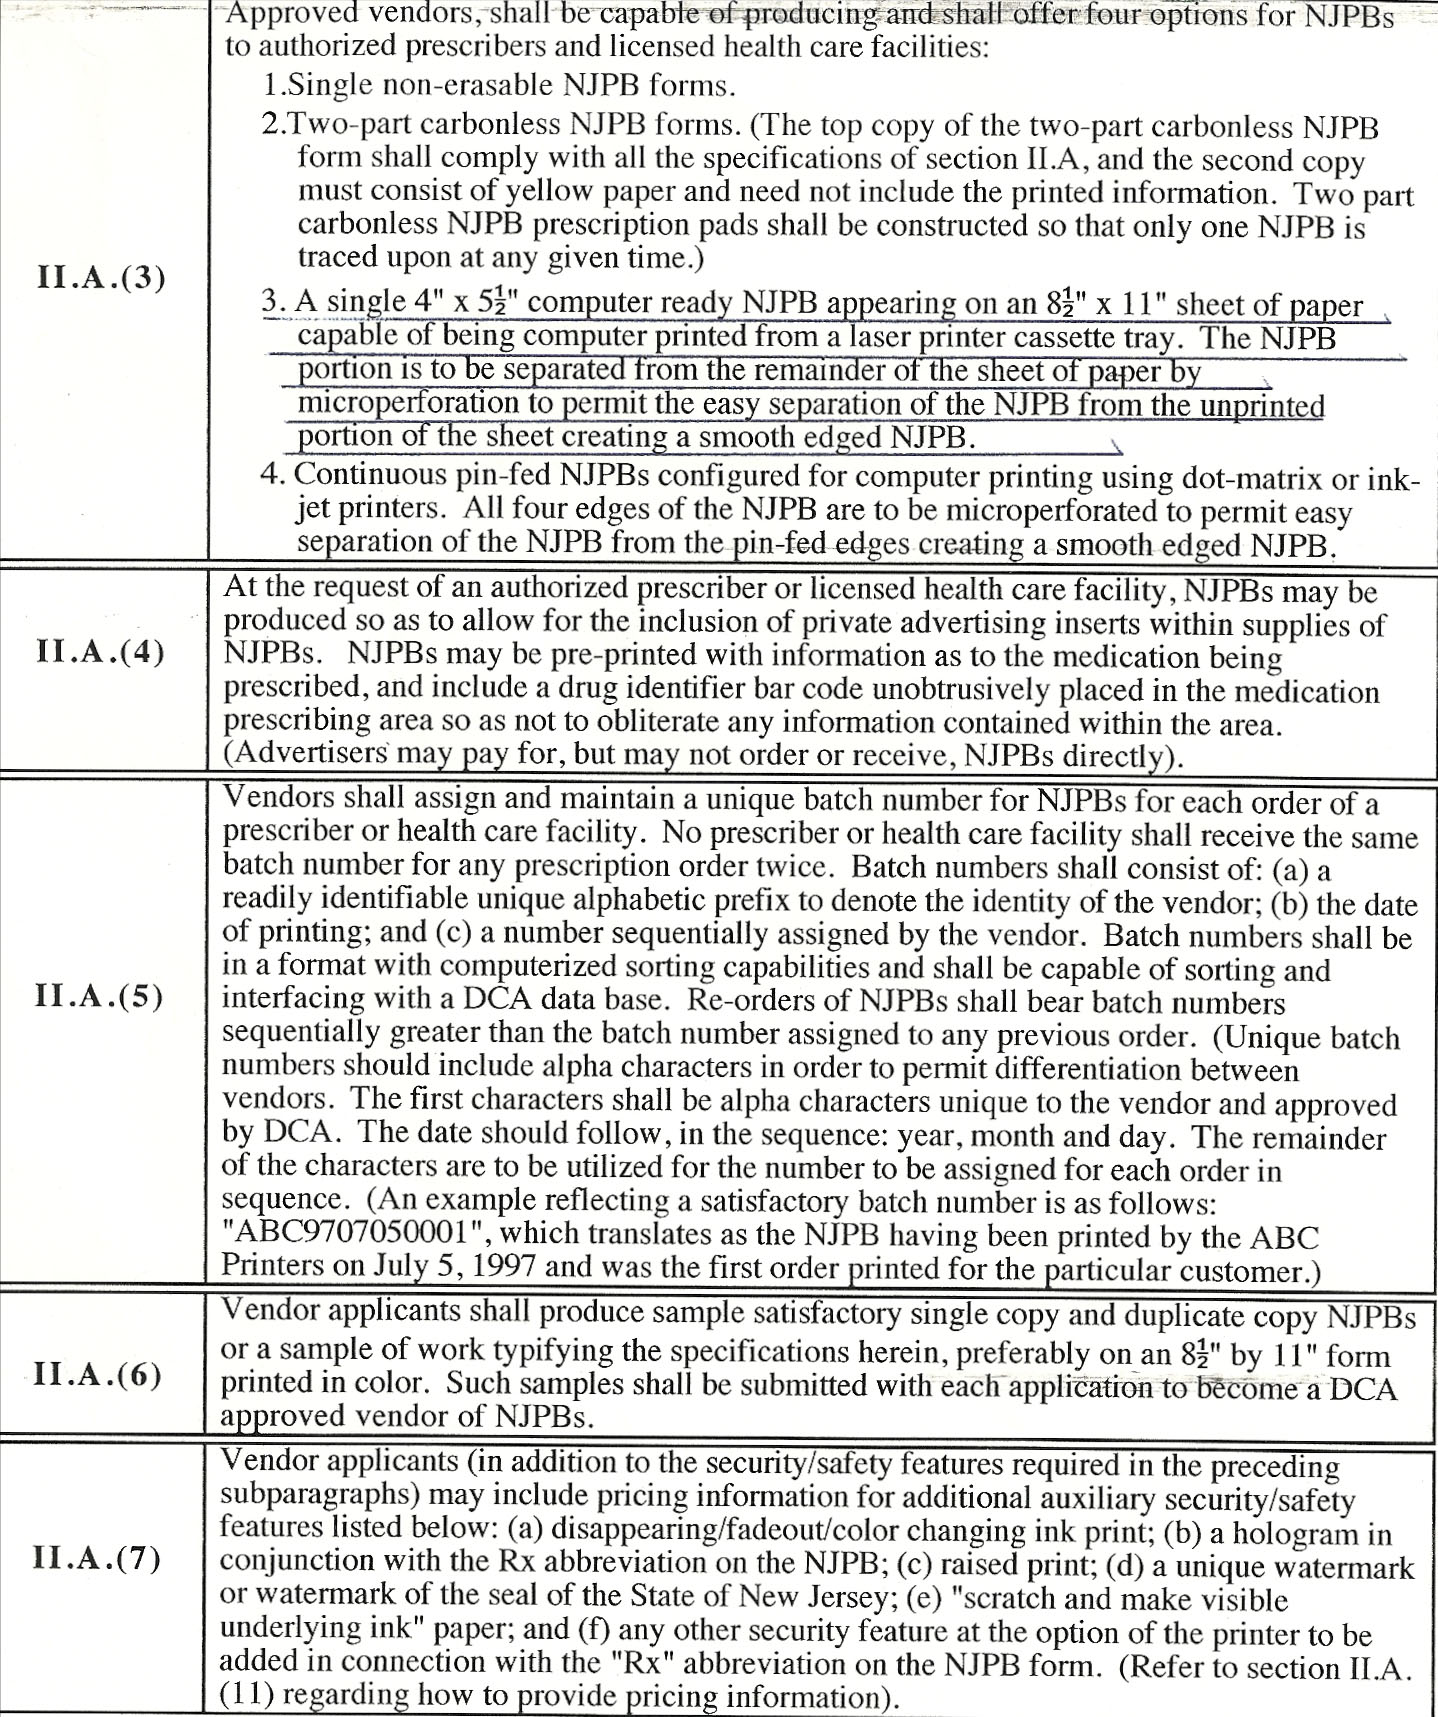 Approved vendors, shall be capable of producing and shall offer four options for NJPBs
to authorized prescribers and licensed health care facilities:
1.Single non-erasable NJPB forms.
2.Two-part carbonless NJPB forms. (The top copy of the two-part carbonless NJPB
form shall comply with all the specifications of section II.A, and the second copy
must consist of yellow paper and need not include the printed information. Two part
carbonless NJPB prescription pads shall be constructed so that only one NJPB is
traced upon at any given time.)
II.A.(3)
3. A single 4" x 5½" computer ready NJPB appearing on an 8½" x 11" sheet of paper
capable of being computer printed from a laser printer cassette tray. The NJPB
portion is to be separated from the remainder of the sheet of paper by
microperforation to permit the easy separation of the NJPB from the unprinted
portion of the sheet creating a smooth edged NJPB.
4. Continuous pin-fed NJPBs configured for computer printing using dot-matrix or ink-
jet printers. All four edges of the NJPB are to be microperforated to permit easy
separation of the NJPB from the pin-fed edges creating a smooth edged NJPB.
II.A.(4)
At the request of an authorized prescriber or licensed health care facility, NJPBs may be
produced so as to allow for the inclusion of private advertising inserts within supplies of
NJPBs. NJPBs may be pre-printed with information as to the medication being
prescribed, and include a drug identifier bar code unobtrusively placed in the medication
prescribing area so as not to obliterate any information contained within the area.
(Advertisers may pay for, but may not order or receive, NJPBs directly).
II.A.(5)
Vendors shall assign and maintain a unique batch number for NJPBs for each order of a
prescriber or health care facility. No prescriber or health care facility shall receive the same
batch number for any prescription order twice. Batch numbers shall consist of: (a) a
readily identifiable unique alphabetic prefix to denote the identity of the vendor; (b) the date
of printing; and (c) a number sequentially assigned by the vendor. Batch numbers shall be
in a format with computerized sorting capabilities and shall be capable of sorting and
interfacing with a DCA data base. Re-orders of NJPBs shall bear batch numbers
sequentially greater than the batch number assigned to any previous order. (Unique batch
numbers should include alpha characters in order to permit differentiation between
vendors. The first characters shall be alpha characters unique to the vendor and approved
by DCA. The date should follow, in the sequence: year, month and day. The remainder
of the characters are to be utilized for the number to be assigned for each order in
sequence. (An example reflecting a satisfactory batch number is as follows:
"ABC9707050001", which translates as the NJPB having been printed by the ABC
Printers on July 5, 1997 and was the first order printed for the particular customer.)
II.A.(6)
Vendor applicants shall produce sample satisfactory single copy and duplicate copy NJPBs
or a sample of work typifying the specifications herein, preferably on an 8½" by 11" form
printed in color. Such samples shall be submitted with each application to become a DCA
approved vendor of NJPBs.
II.A.(7)
Vendor applicants (in addition to the security/safety features required in the preceding
subparagraphs) may include pricing information for additional auxiliary security/safety
features listed below: (a) disappearing/fadeout/color changing ink print; (b) a hologram in
conjunction with the Rx abbreviation on the NJPB; (c) raised print; (d) a unique watermark
or watermark of the seal of the State of New Jersey; (e) "scratch and make visible
underlying ink" paper; and (f) any other security feature at the option of the printer to be
added in connection with the "Rx" abbreviation on the NJPB form. (Refer to section II.A.
(11) regarding how to provide pricing information).